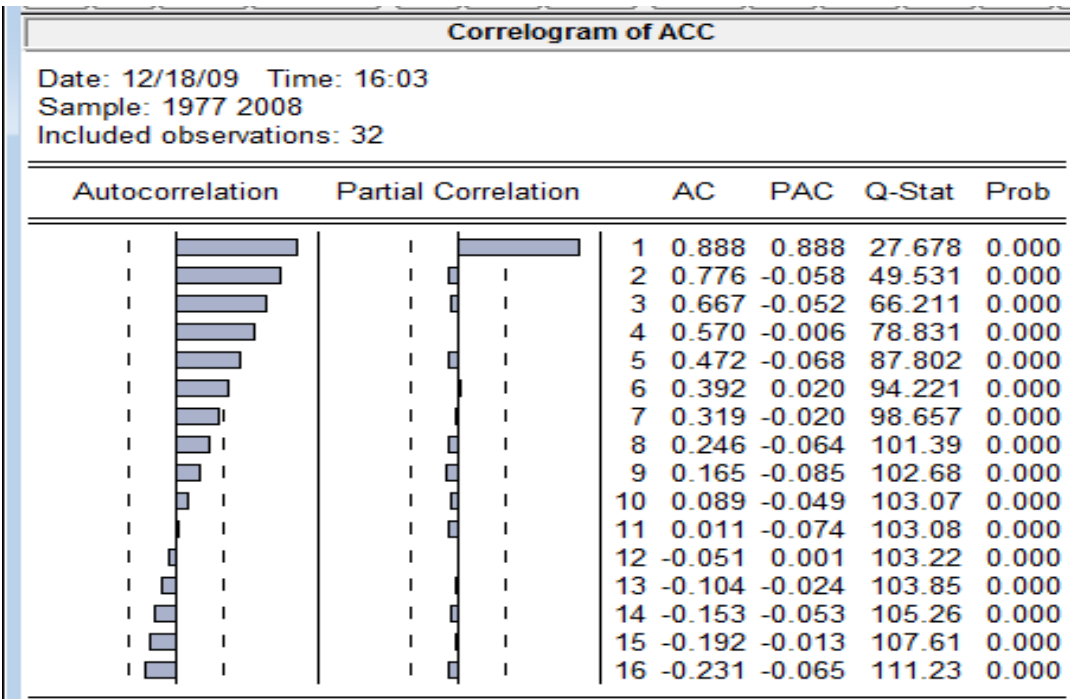 Correlogram of ACC
Date: 12/18/09 Time: 16:03
Sample: 1977 2008
Included observations: 32
Autocorrelation Partial Correlation AC PAC Q-Stat Prob
1 0.888 0.888 27.678 0.000
2 0.776 -0.058 49.531 0.000
3 0.667 -0.052 66.211 0.000
4 0.570 -0.006 78.831 0.000
5 0.472 -0.068 87.802 0.000
6 0.392 0.020 94.221 0.000
7 0.319 -0.020 98.657 0.000
8 0.246 -0.064 101.39 0.000
9 0.165 -0.085 102.68 0.000
10 0.089 -0.049 103.07 0.000
11 0.011 -0.074 103.08 0.000
12 -0.051 0.001 103.22 0.000
13 -0.104 -0.024 103.85 0.000
14 -0.153 -0.053 105.26 0.000
15 -0.192 -0.013 107.61 0.000
16 -0.231 -0.065 111.23 0.000